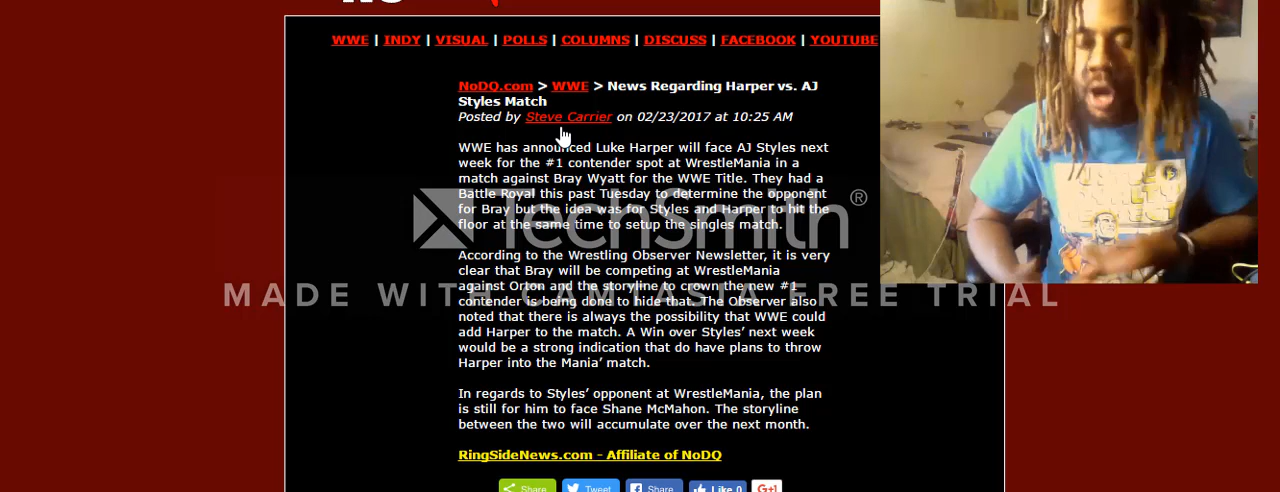 WWE | INDY | VISUAL | POLLS | COLUMNS | DISCUSS | FACEBOOK | YOUTUBE
NoDQ.com > WWE > News Regarding Harper vs. AJ
Styles Match
Posted by Steve Carrier on 02/23/2017 at 10:25 AM
WWE has announced Luke Harper will face AJ Styles next
week for the #1 contender spot at WrestleMania in a
match against Bray Wyatt for the WWE Title. They had a
Battle Royal this past Tuesday to determine the opponent
for Bray but the idea was for Styles and Harper to hit the
floor at the same time to setup the singles match.
TechSmith®
According to the Wrestling Observer Newsletter, it is very
clear that Bray will be competing at WrestleMania
against Orton and the storyline to crown the new #1
contender is being done to hide that. The Observer also
noted that there is always the possibility that WWE could
add Harper to the match. A Win over Styles’ next week
would be a strong indication that do have plans to throw
Harper into the Mania’ match.
MADE WITH CAMTASIA FREE TRIAL
In regards to Styles’ opponent at WrestleMania, the plan
is still for him to face Shane McMahon. The storyline
between the two will accumulate over the next month.
RingSideNews.com - Affiliate of NoDQ
Share Tweet Share Like 0 G+1